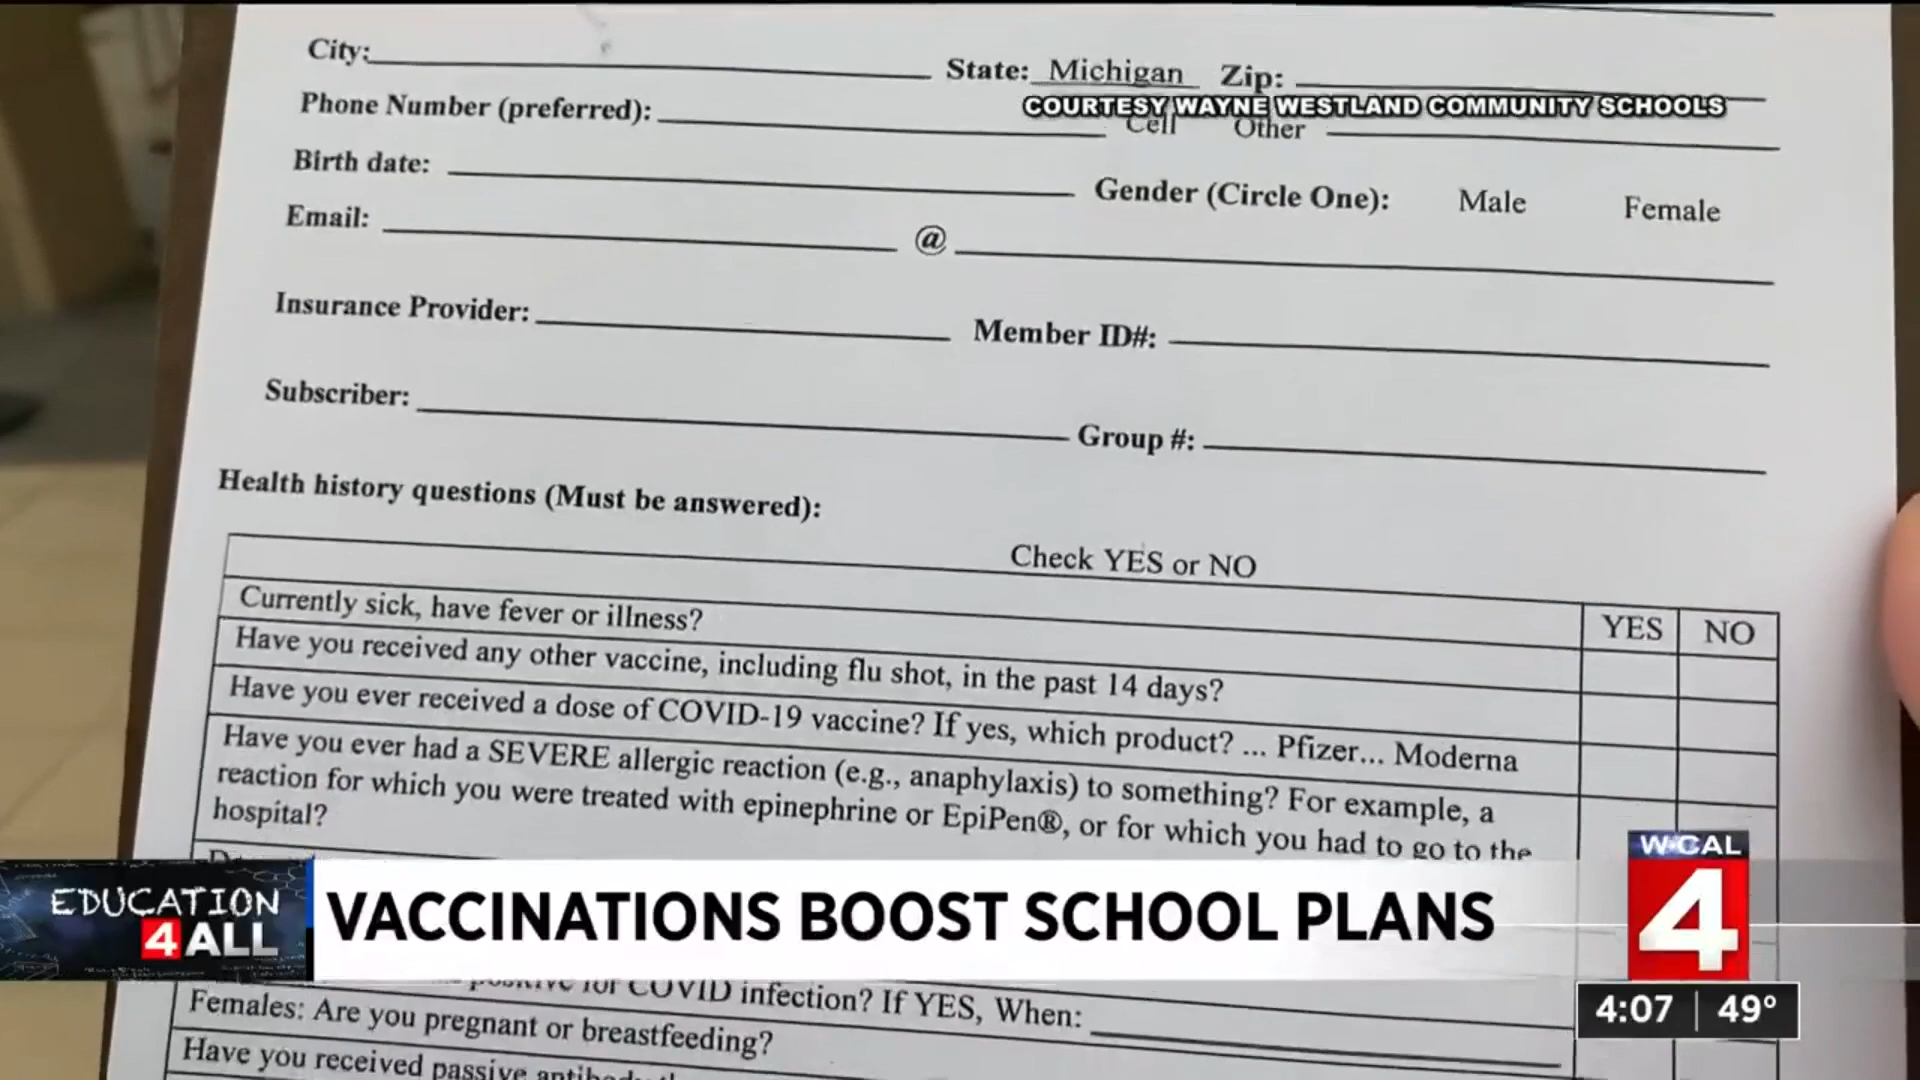 City:
State: Michigan Zip:
COURTESY WAYNE WESTLAND COMMUNITY SCHOOLS
Phone Number (preferred):
Cell Other
Birth date:
Gender (Circle One): Male Female
Email: @
Insurance Provider:
Member ID#:
Subscriber:
Group #:
Health history questions (Must be answered):
Check YES or NO
YES NO
Currently sick, have fever or illness?
Have you received any other vaccine, including flu shot, in the past 14 days?
Have you ever received a dose of COVID-19 vaccine? If yes, which product? ... Pfizer... Moderna
Have you ever had a SEVERE allergic reaction (e.g., anaphylaxis) to something? For example, a
reaction for which you were treated with epinephrine or EpiPen®, or for which you had to go to the
hospital?
W•CAL
4
EDUCATION
4 ALL
VACCINATIONS BOOST SCHOOL PLANS
4:07 49°
positive for COVID infection? If YES, When:
Females: Are you pregnant or breastfeeding?
Have you received passive